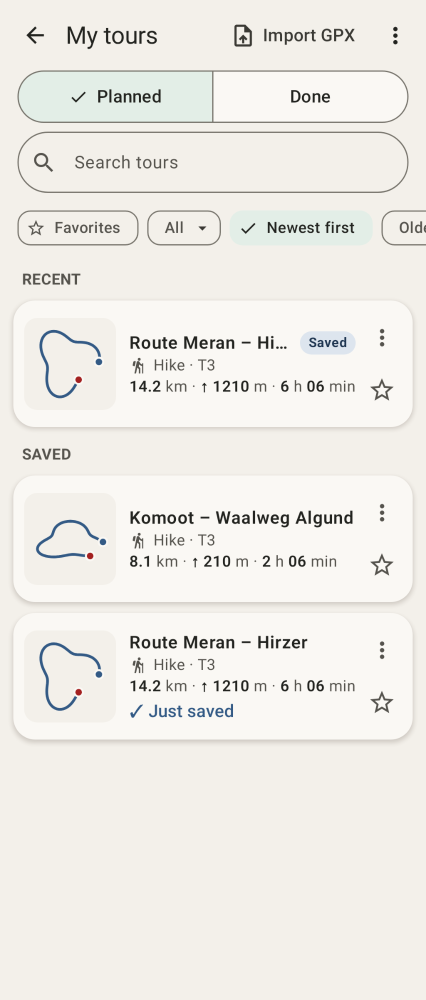 My tours
Import GPX
Planned
Done
Search tours
Favorites
All
Newest first
Olde
RECENT
Route Meran – Hi...
Saved
Hike · T3
14.2 km · ↑ 1210 m · 6 h 06 min
SAVED
Komoot – Waalweg Algund
Hike · T3
8.1 km · ↑ 210 m · 2 h 06 min
Route Meran – Hirzer
Hike · T3
14.2 km · ↑ 1210 m · 6 h 06 min
✓ Just saved